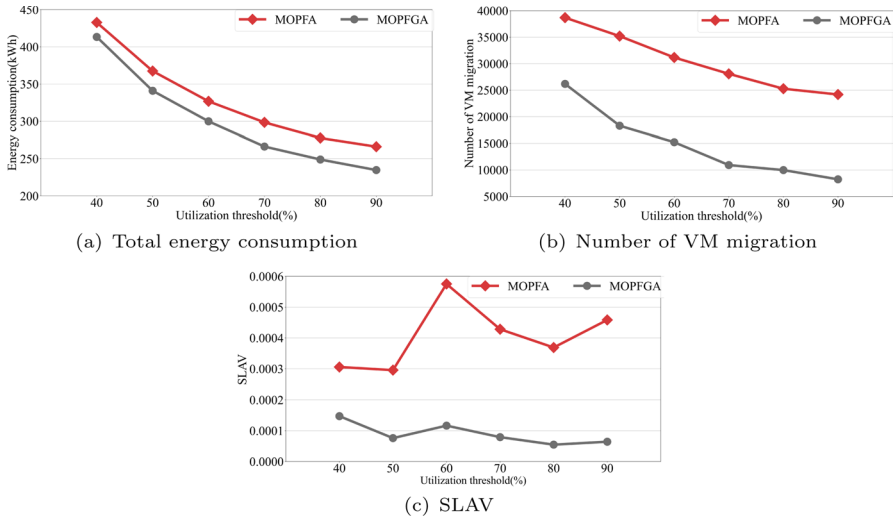 450
400
350
300
250
200
Energy consumption(kWh)
MOPFA
MOPFGA
40 50 60 70 80 90
Utilization threshold(%)
(a) Total energy consumption
40000
35000
30000
25000
20000
15000
10000
5000
Number of VM migration
MOPFA
MOPFGA
40 50 60 70 80 90
Utilization threshold(%)
(b) Number of VM migration
0.0006
0.0005
0.0004
0.0003
0.0002
0.0001
0.0000
SLAV
MOPFA
MOPFGA
40 50 60 70 80 90
Utilization threshold(%)
(c) SLAV